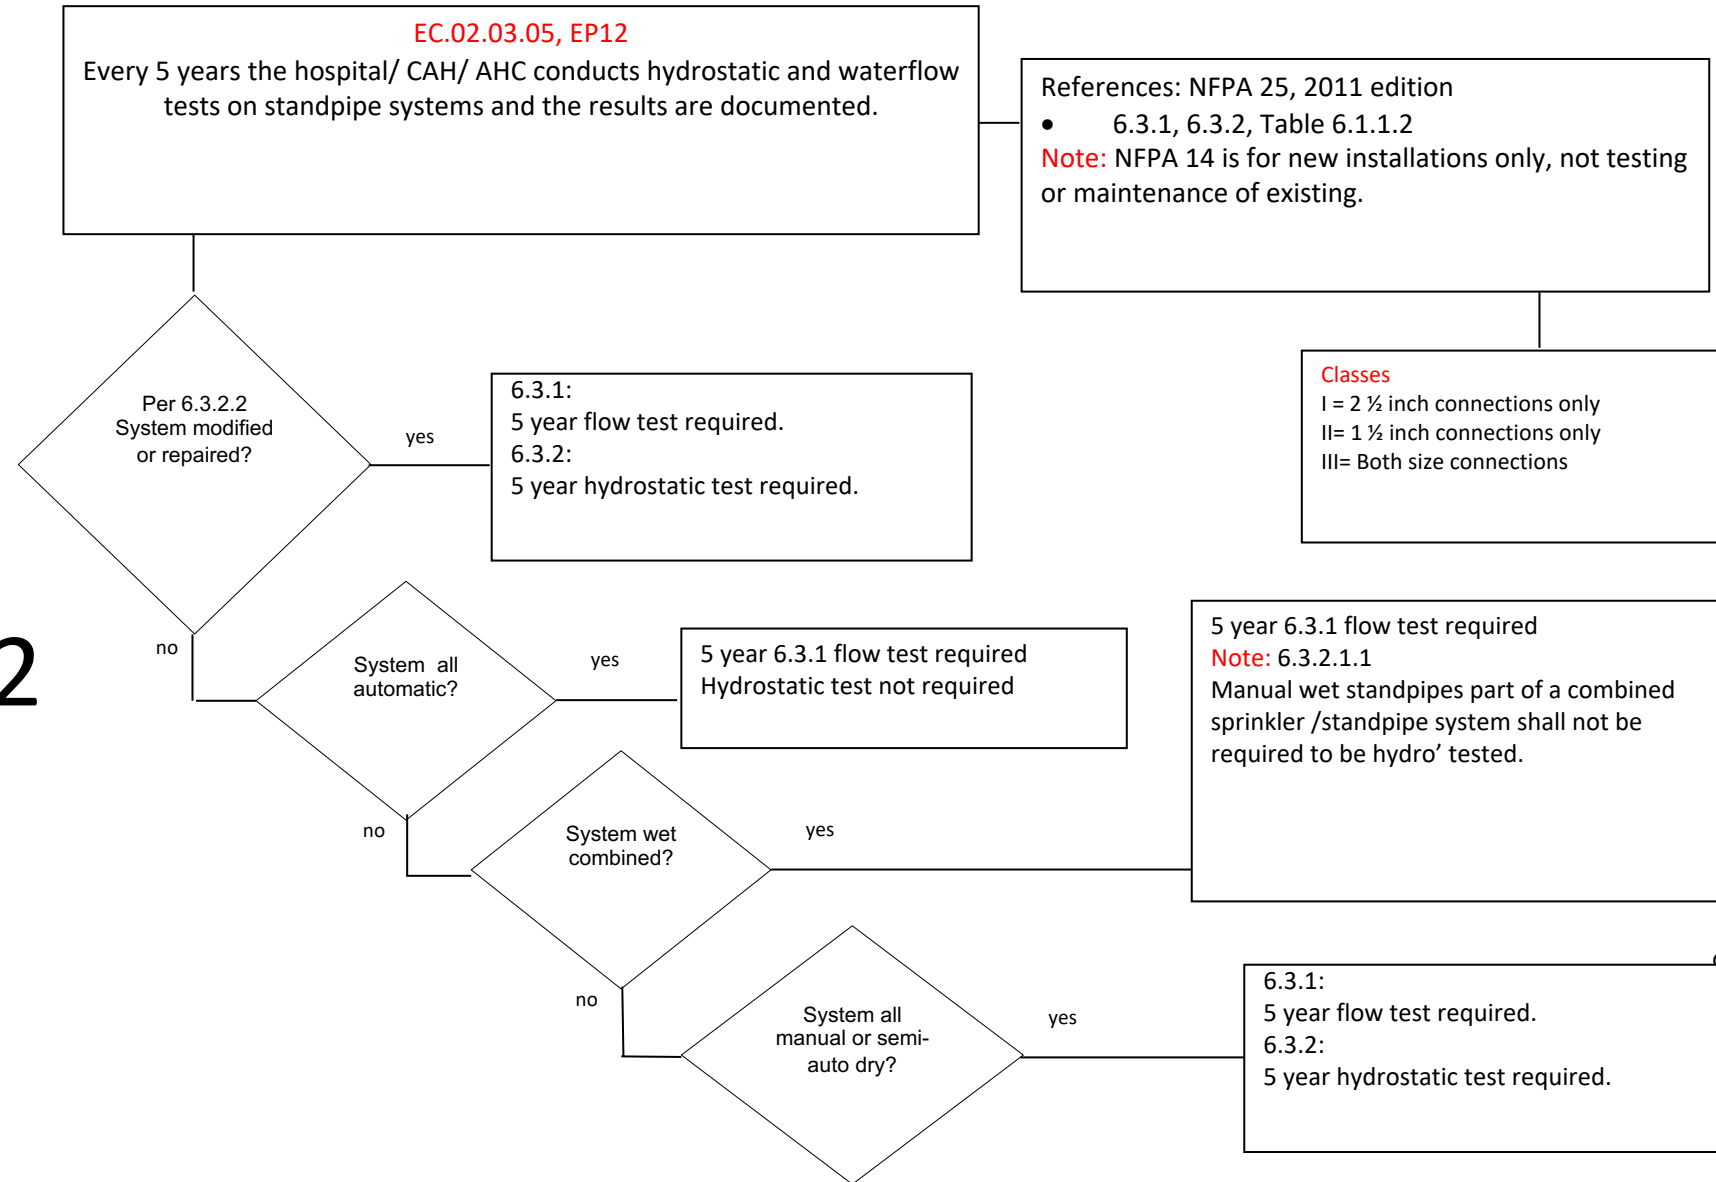 EC.02.03.05, EP12
Every 5 years the hospital/ CAH/ AHC conducts hydrostatic and waterflow
tests on standpipe systems and the results are documented.
References: NFPA 25, 2011 edition
• 6.3.1, 6.3.2, Table 6.1.1.2
Note: NFPA 14 is for new installations only, not testing
or maintenance of existing.
Classes
I = 2 ½ inch connections only
II= 1 ½ inch connections only
III= Both size connections
Per 6.3.2.2
System modified
or repaired?
yes
6.3.1:
5 year flow test required.
6.3.2:
5 year hydrostatic test required.
2
no
System all
automatic?
yes
5 year 6.3.1 flow test required
Hydrostatic test not required
no
System wet
combined?
yes
5 year 6.3.1 flow test required
Note: 6.3.2.1.1
Manual wet standpipes part of a combined
sprinkler /standpipe system shall not be
required to be hydro’ tested.
no
System all
manual or semi-
auto dry?
yes
6.3.1:
5 year flow test required.
6.3.2:
5 year hydrostatic test required.